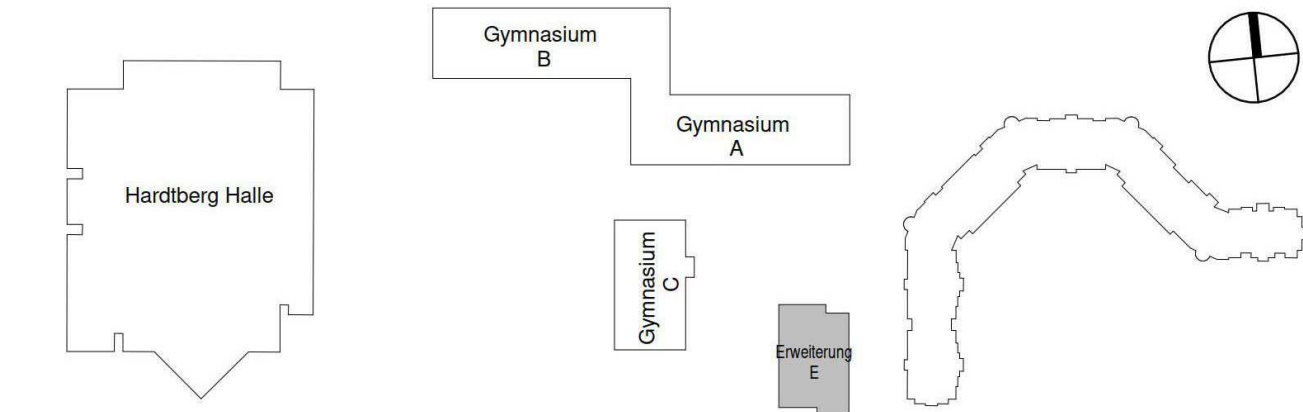 Gymnasium
B
Gymnasium
A
Hardtberg Halle
Gymnasium
C
Erweiterung
E